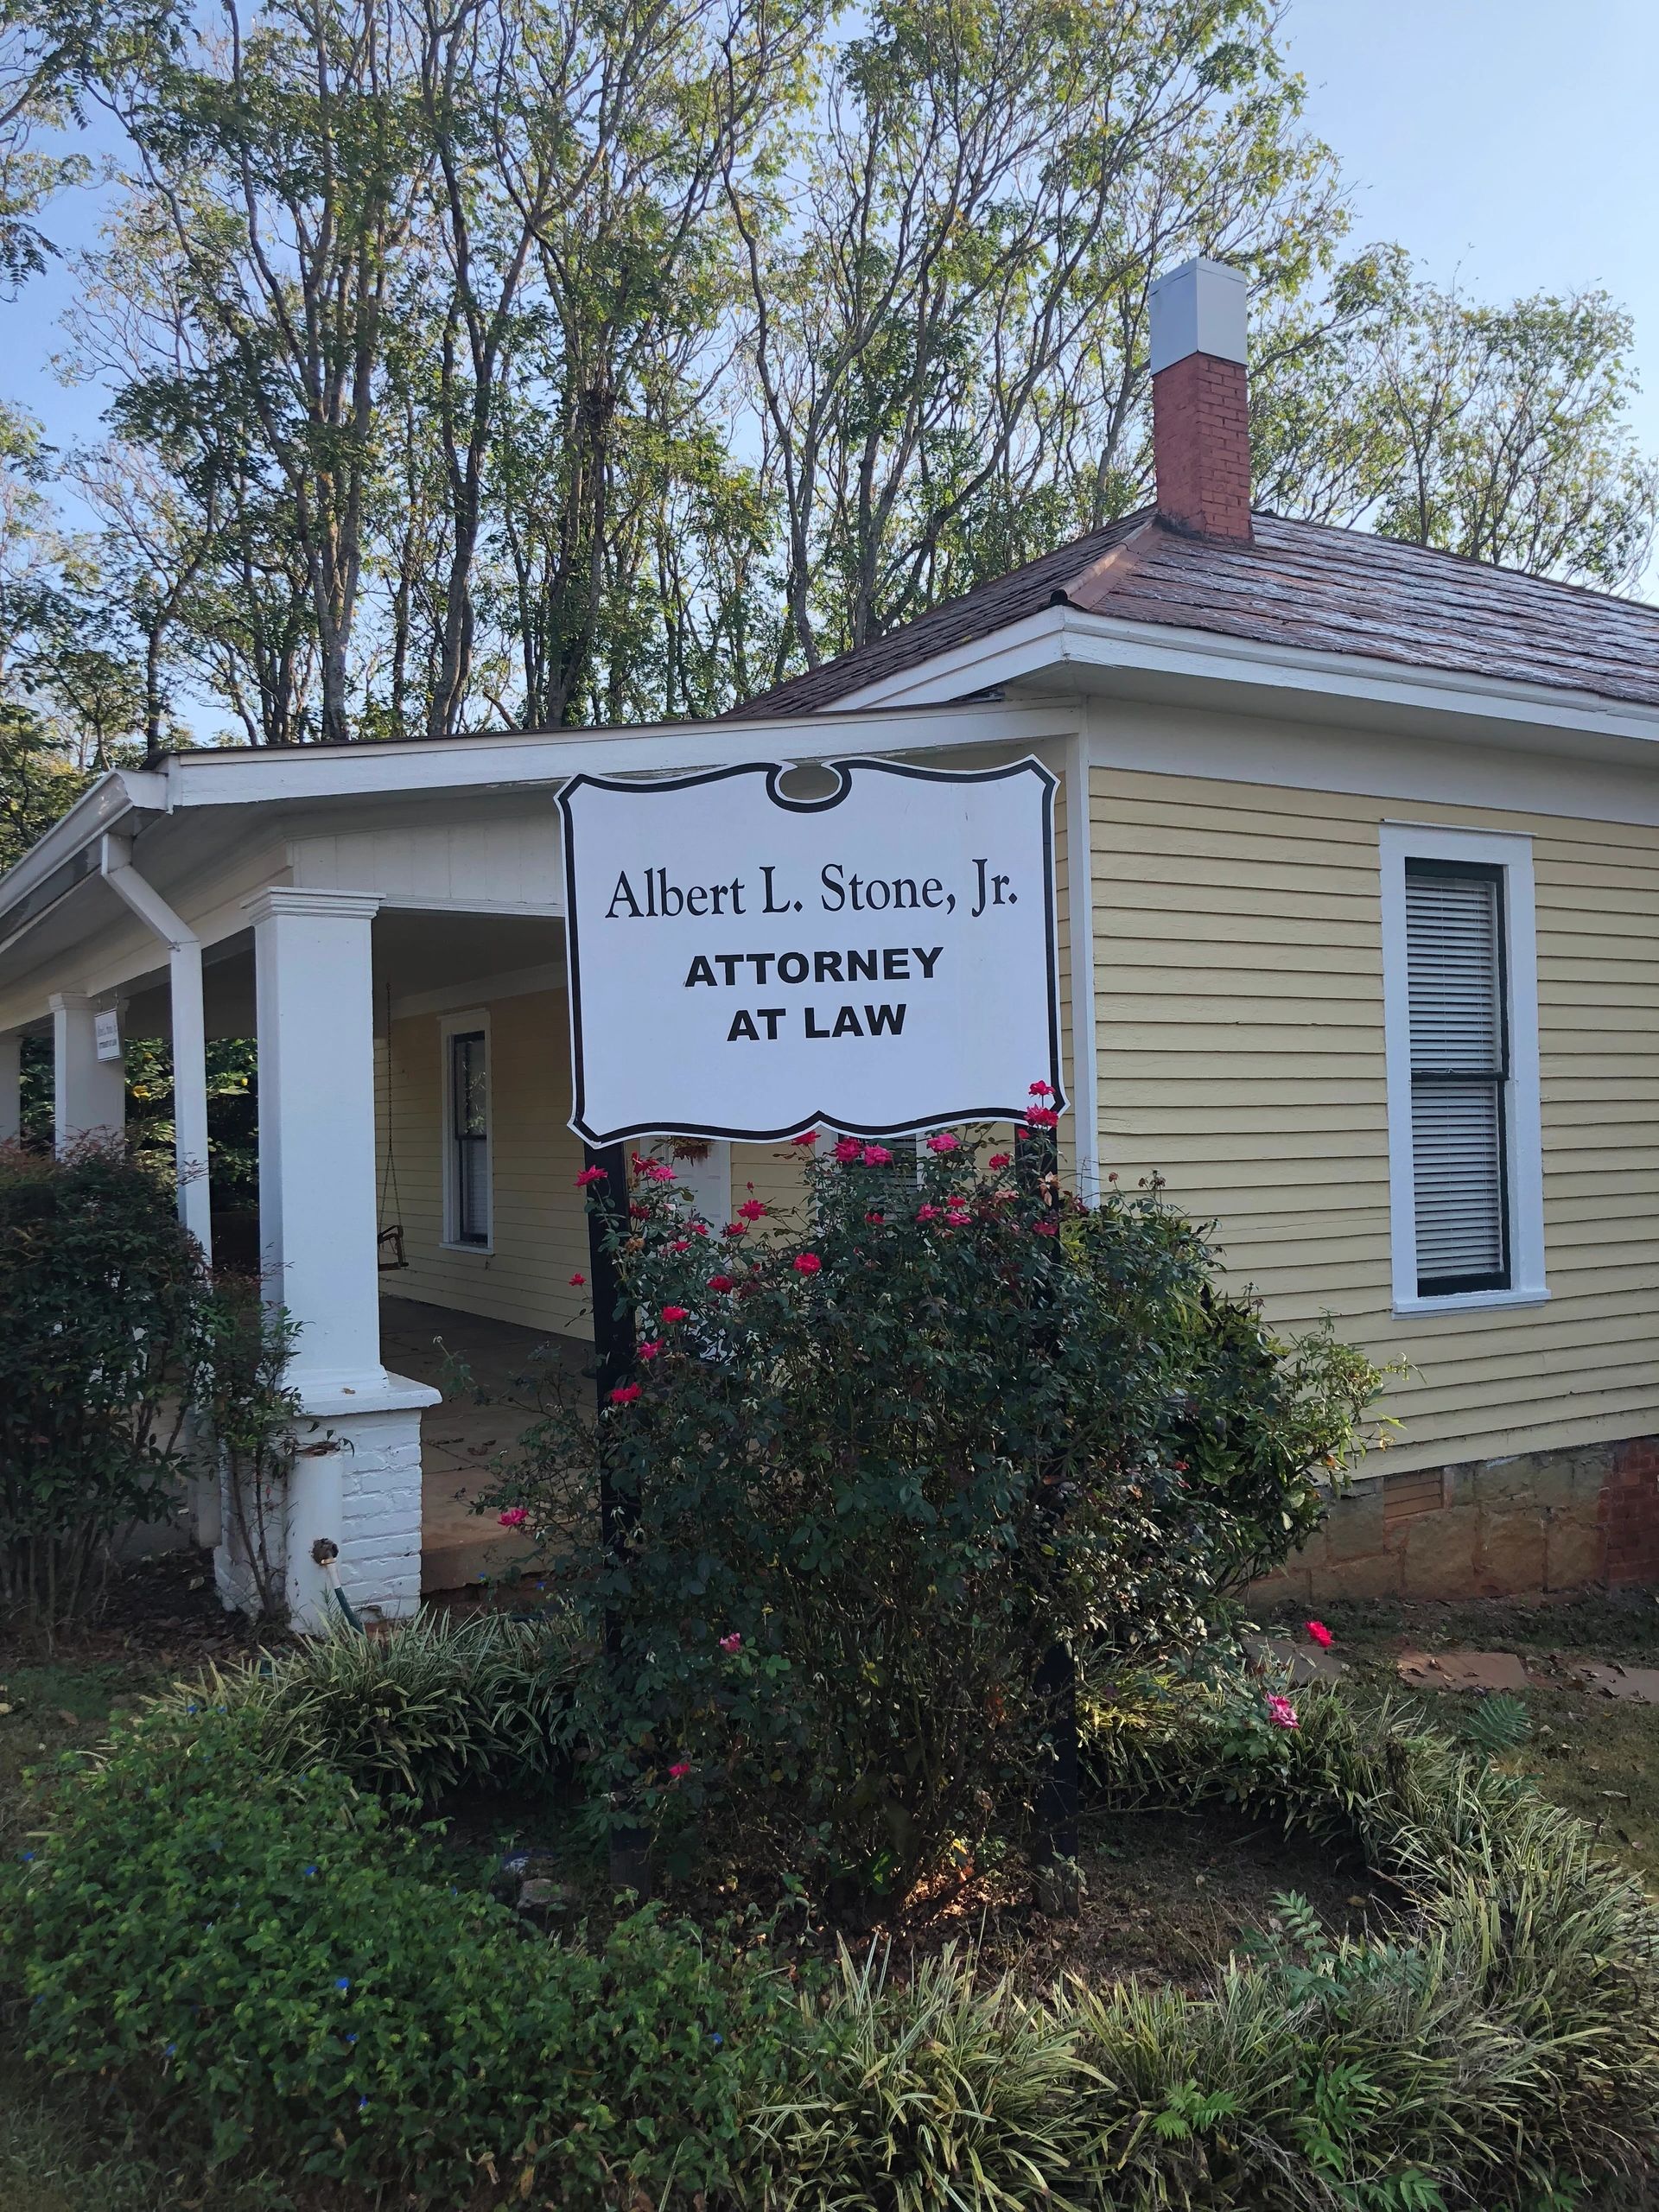 Albert L. Stone, Jr.
ATTORNEY
AT LAW